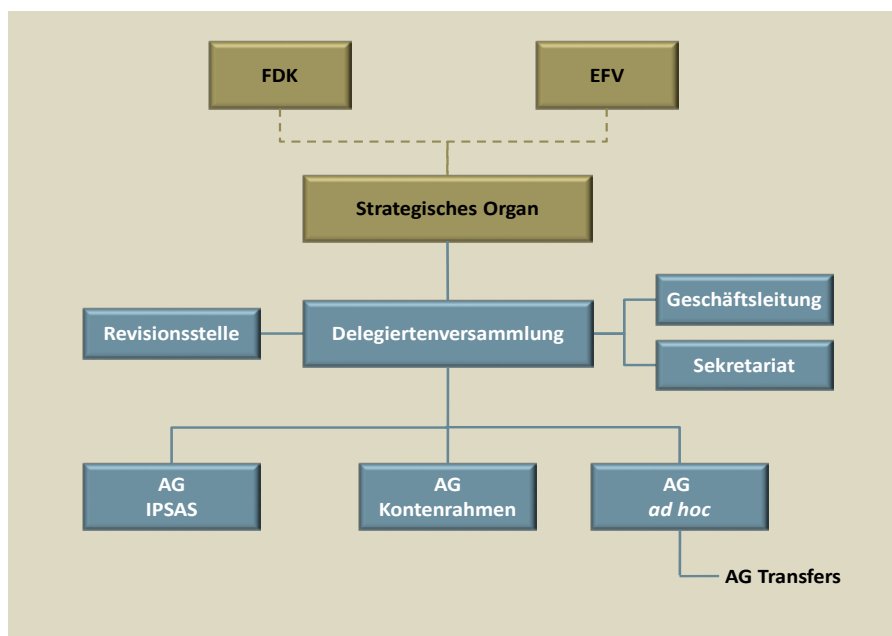 FDK
EFV
Strategisches Organ
Geschäftsleitung
Revisionsstelle
Delegiertenversammlung
Sekretariat
AG
IPSAS
AG
Kontenrahmen
AG
ad hoc
AG Transfers